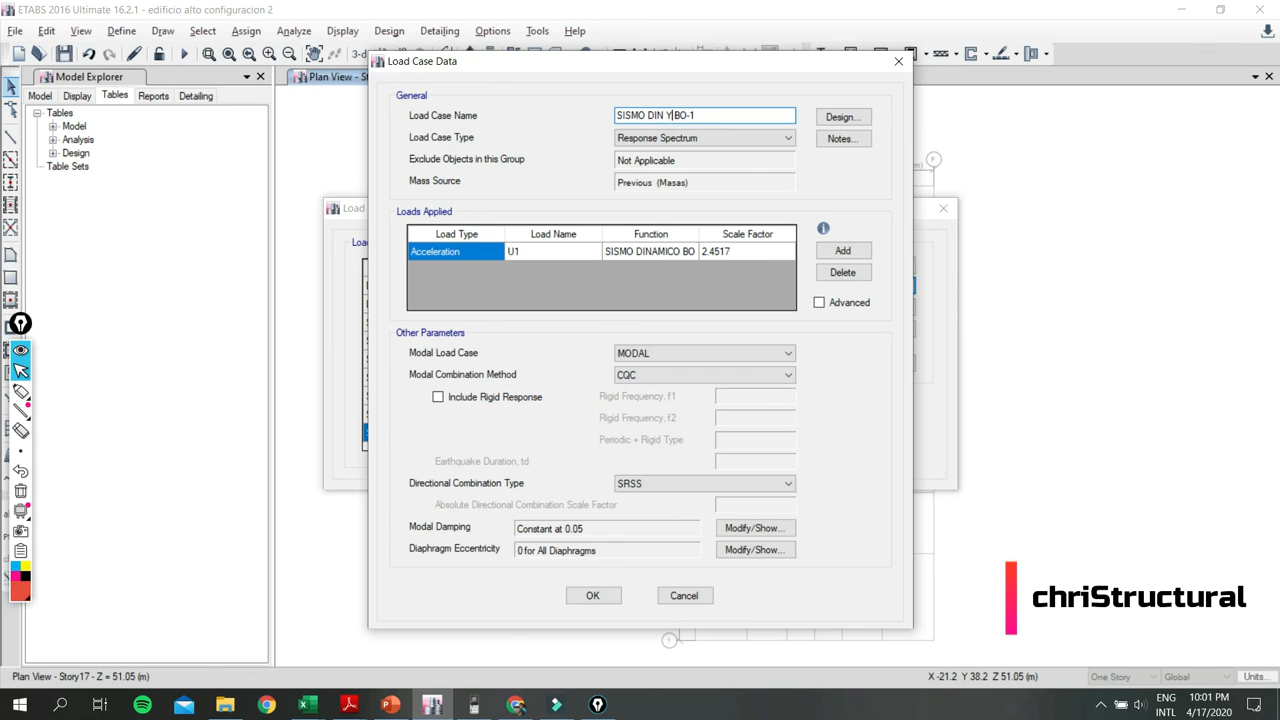 ETABS 2016 Ultimate 16.2.1 - edificio alto configuracion 2
File Edit View Define Draw Select Assign Analyze Display Design Detailing Options Tools Help
Model Explorer
Plan View - St
Model Display Tables Reports Detailing
Tables
Model
Analysis
Design
Table Sets
Load
Load Case Data
General
Load Case Name SISMO DIN Y BO-1 Design...
Load Case Type Response Spectrum Notes...
Exclude Objects in this Group Not Applicable
Mass Source Previous (Masas)
Loads Applied
Load Type Load Name Function Scale Factor
Acceleration U1 SISMO DINAMICO BO 2.4517
Add
Delete
Advanced
Other Parameters
Modal Load Case MODAL
Modal Combination Method CQC
Include Rigid Response Rigid Frequency, f1
Rigid Frequency, f2
Periodic + Rigid Type
Earthquake Duration, td
Directional Combination Type SRSS
Absolute Directional Combination Scale Factor
Modal Damping Constant at 0.05 Modify/Show...
Diaphragm Eccentricity 0 for All Diaphragms Modify/Show...
OK Cancel
chriStructural
Plan View - Story17 - Z = 51.05 (m) X -21.2 Y 38.2 Z 51.05 (m) One Story Global Units...
ENG
INTL
10:01 PM
4/17/2020